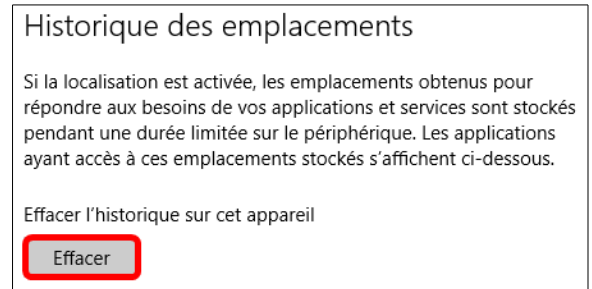 Historique des emplacements
Si la localisation est activée, les emplacements obtenus pour
répondre aux besoins de vos applications et services sont stockés
pendant une durée limitée sur le périphérique. Les applications
ayant accès à ces emplacements stockés s’affichent ci-dessous.
Effacer l’historique sur cet appareil
Effacer